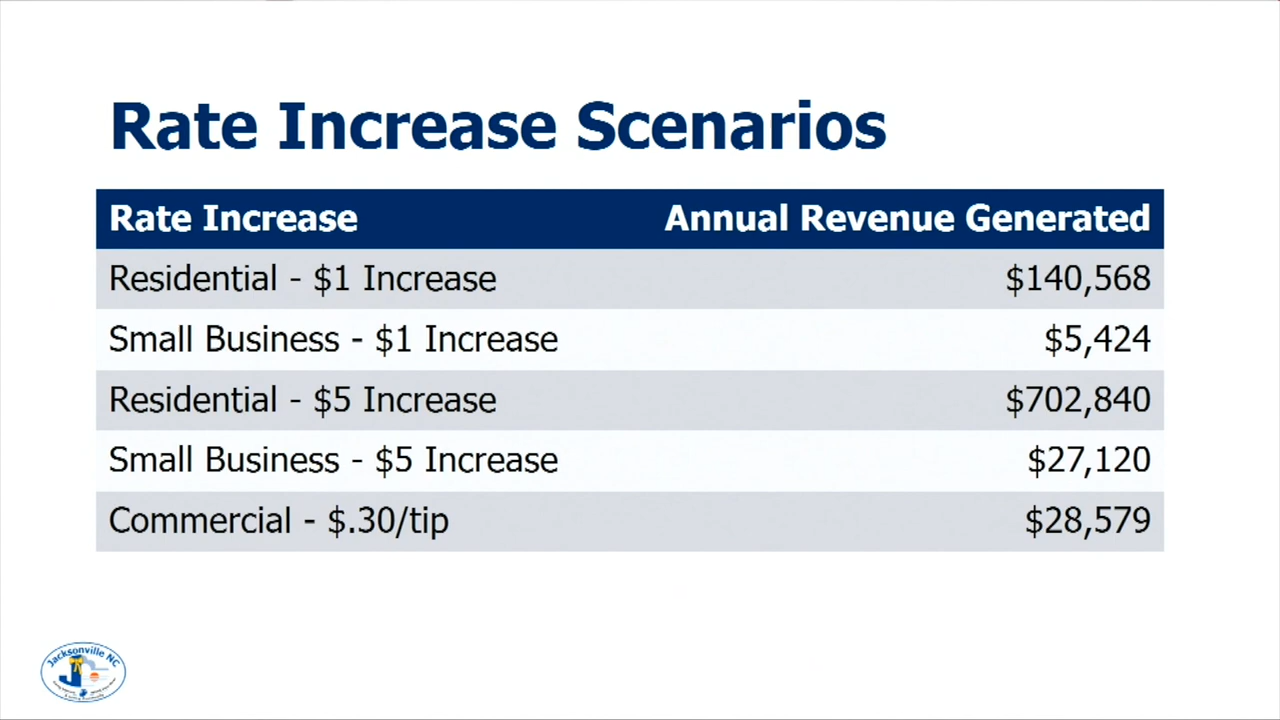 Rate Increase Scenarios
Rate Increase Annual Revenue Generated
Residential - $1 Increase $140,568
Small Business - $1 Increase $5,424
Residential - $5 Increase $702,840
Small Business - $5 Increase $27,120
Commercial - $.30/tip $28,579
Jacksonville NC